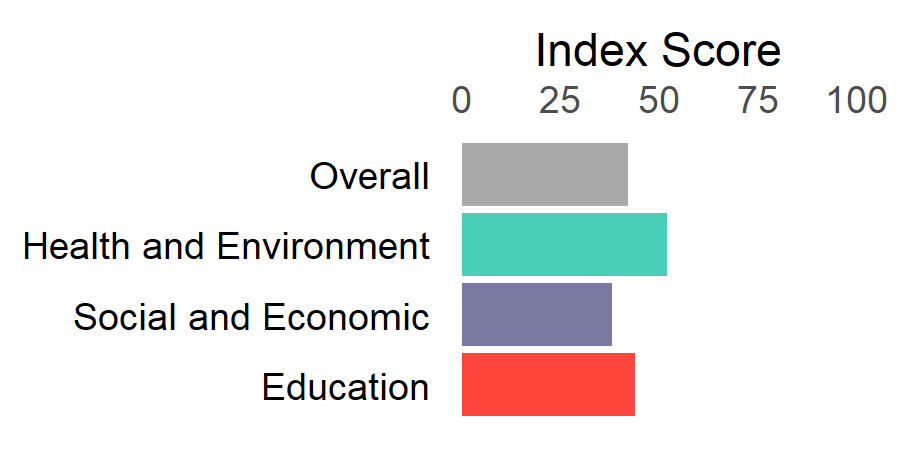 Index Score
0 25 50 75 100
Overall
Health and Environment
Social and Economic
Education